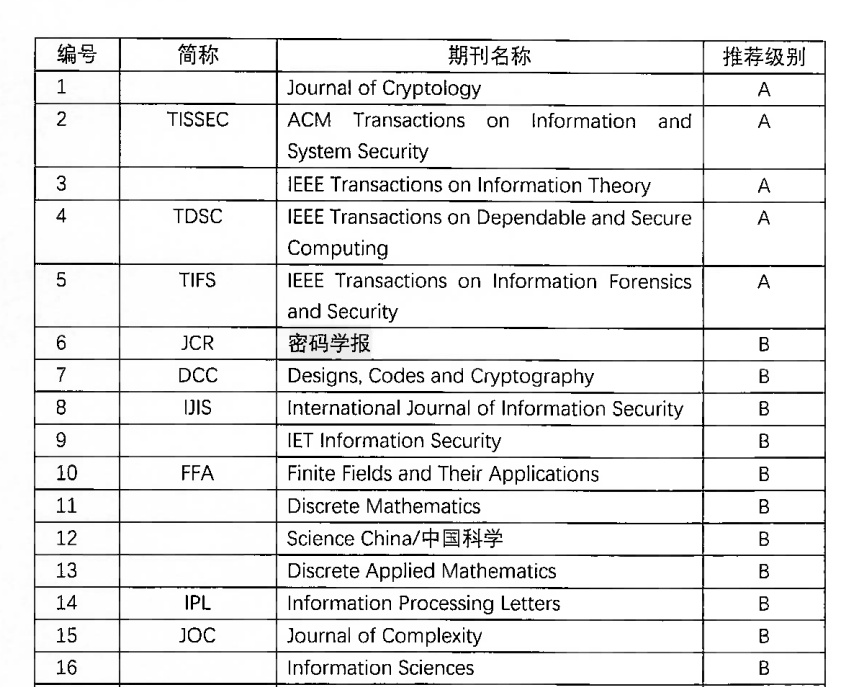 编号 简称 期刊名称 推荐级别
1 Journal of Cryptology A
2 TISSEC ACM Transactions on Information and A
System Security
3 IEEE Transactions on Information Theory A
4 TDSC IEEE Transactions on Dependable and Secure A
Computing
5 TIFS IEEE Transactions on Information Forensics A
and Security
6 JCR 密码学报 B
7 DCC Designs, Codes and Cryptography B
8 IJIS International Journal of Information Security B
9 IET Information Security B
10 FFA Finite Fields and Their Applications B
11 Discrete Mathematics B
12 Science China/中国科学 B
13 Discrete Applied Mathematics B
14 IPL Information Processing Letters B
15 JOC Journal of Complexity B
16 Information Sciences B